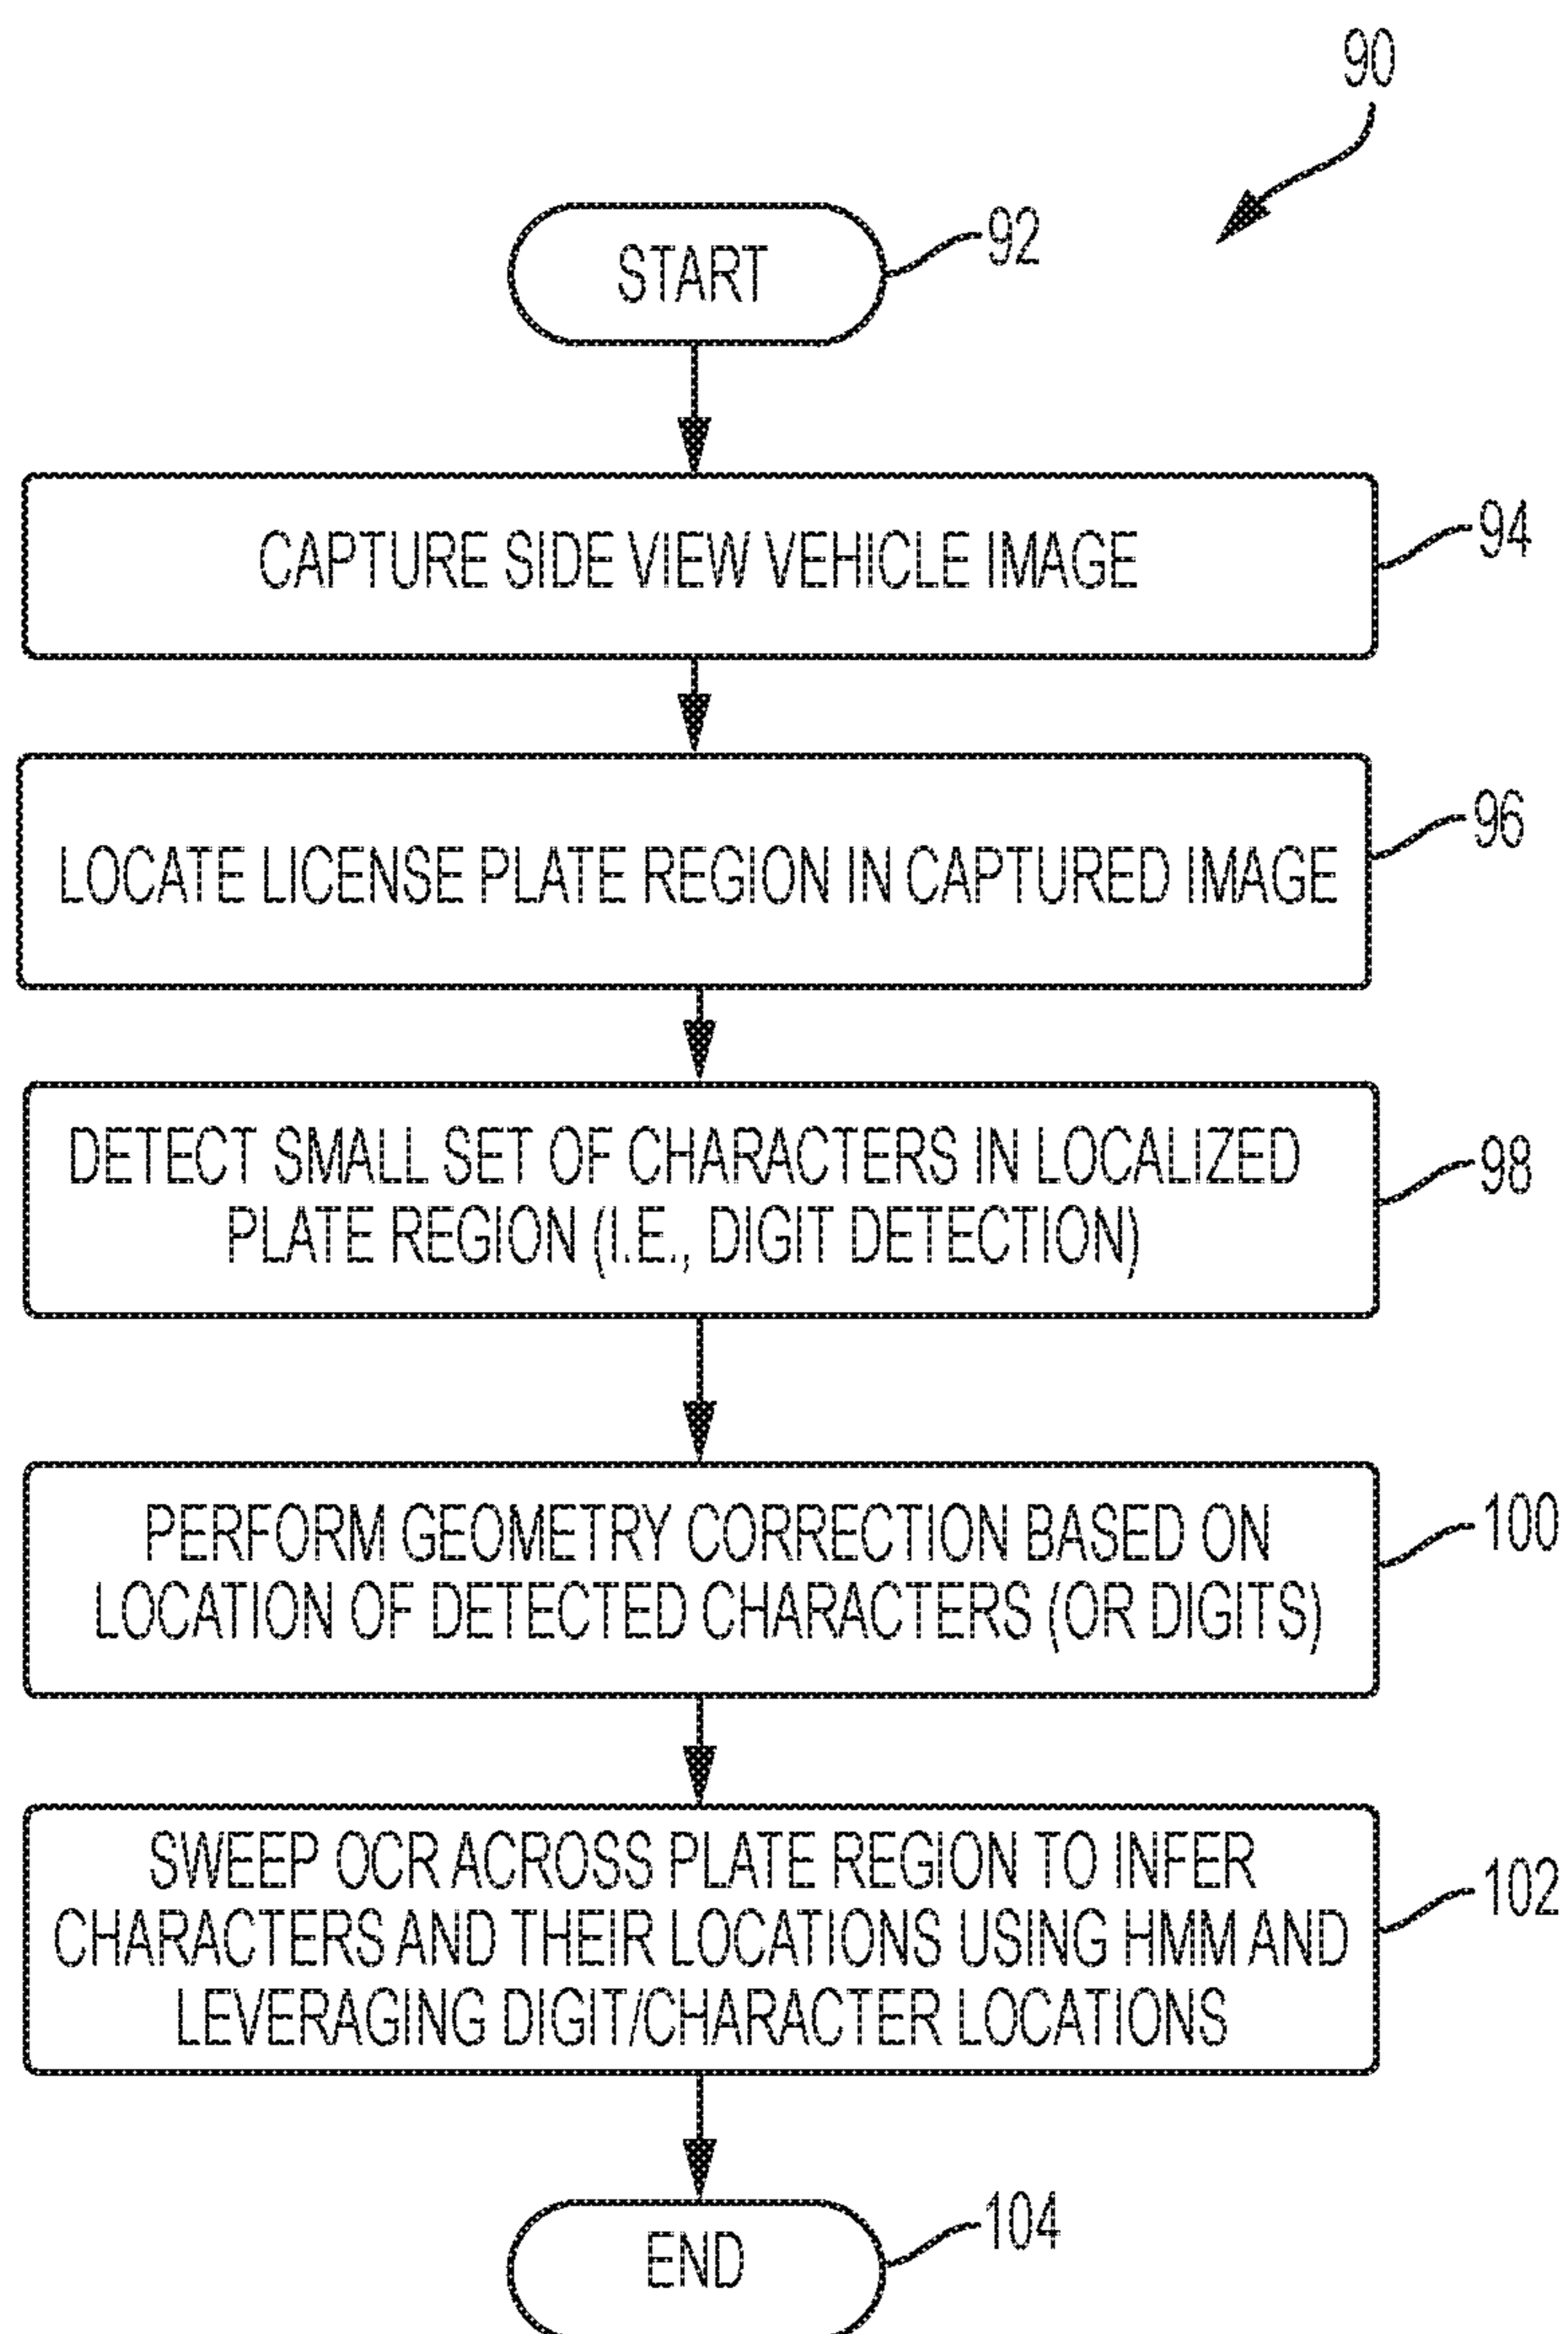 90
START
92
CAPTURE SIDE VIEW VEHICLE IMAGE
94
LOCATE LICENSE PLATE REGION IN CAPTURED IMAGE
96
DETECT SMALL SET OF CHARACTERS IN LOCALIZED
PLATE REGION (I.E., DIGIT DETECTION)
98
PERFORM GEOMETRY CORRECTION BASED ON
LOCATION OF DETECTED CHARACTERS (OR DIGITS)
100
SWEEP OCR ACROSS PLATE REGION TO INFER
CHARACTERS AND THEIR LOCATIONS USING HMM AND
LEVERAGING DIGIT/CHARACTER LOCATIONS
102
END
104